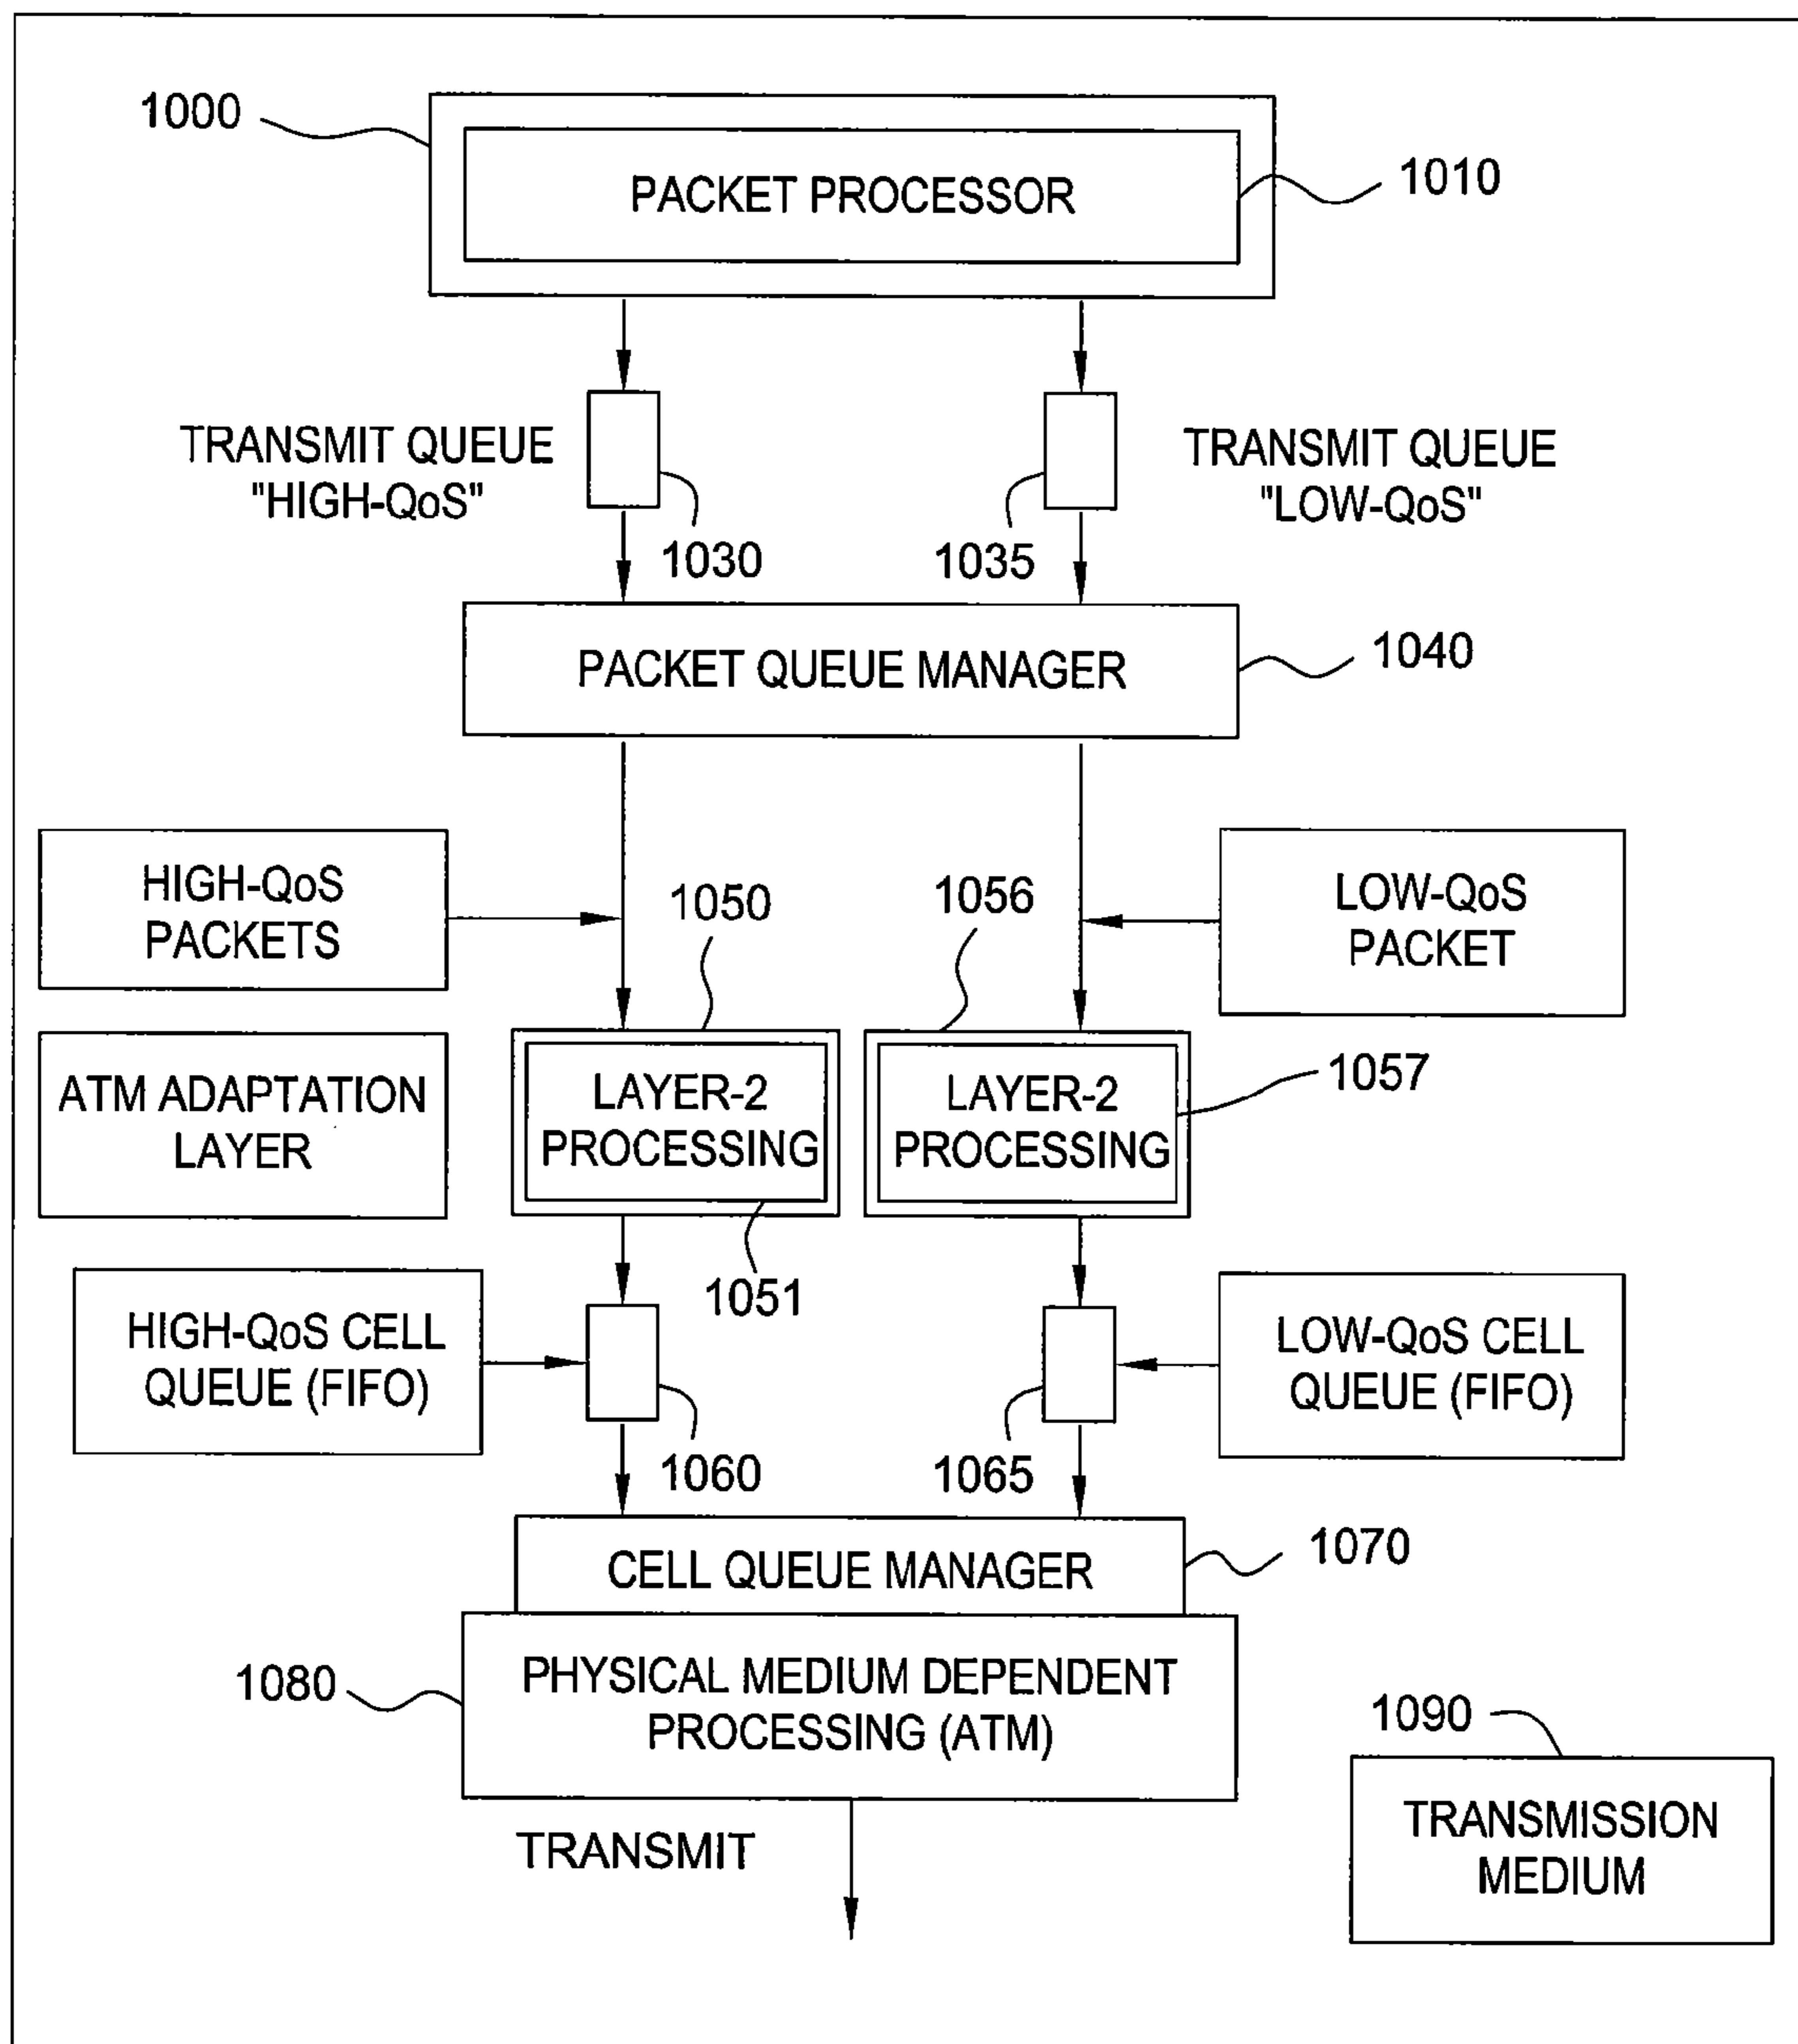 1000
PACKET PROCESSOR
1010
TRANSMIT QUEUE
"HIGH-QoS"
1030
TRANSMIT QUEUE
"LOW-QoS"
1035
PACKET QUEUE MANAGER
1040
HIGH-QoS
PACKETS
1050
1056
LOW-QoS
PACKET
ATM ADAPTATION
LAYER
LAYER-2
PROCESSING
LAYER-2
PROCESSING
1057
1051
HIGH-QoS CELL
QUEUE (FIFO)
LOW-QoS CELL
QUEUE (FIFO)
1060
1065
CELL QUEUE MANAGER
1070
1080
PHYSICAL MEDIUM DEPENDENT
PROCESSING (ATM)
1090
TRANSMISSION
MEDIUM
TRANSMIT